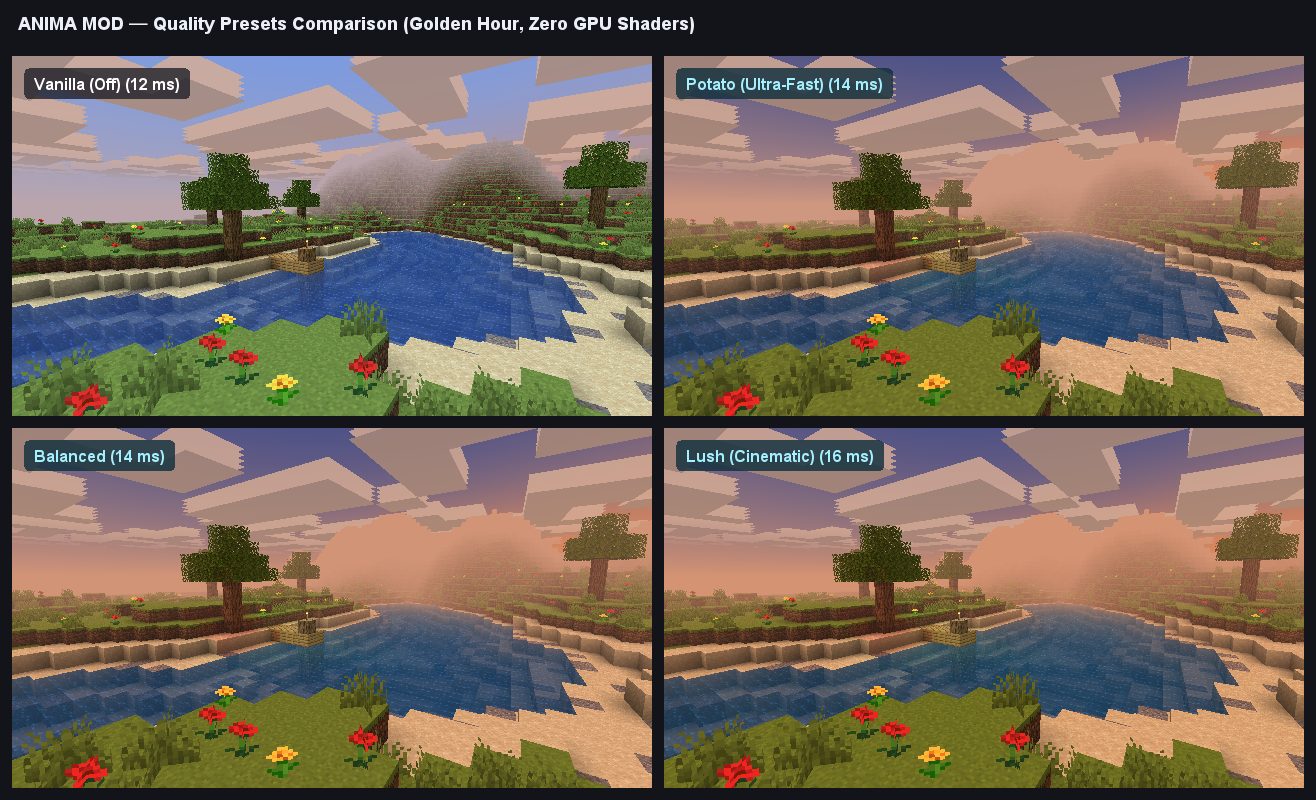 ANIMA MOD — Quality Presets Comparison (Golden Hour, Zero GPU Shaders)
Vanilla (Off) (12 ms)
Potato (Ultra-Fast) (14 ms)
Balanced (14 ms)
Lush (Cinematic) (16 ms)